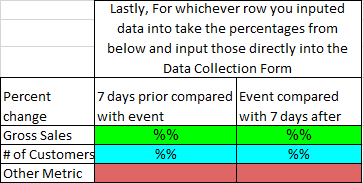 Lastly, For whichever row you inputed
data into take the percentages from
below and input those directly into the
Data Collection Form
Percent change 7 days prior compared with event Event compared with 7 days after
Gross Sales %% %%
# of Customers %% %%
Other Metric